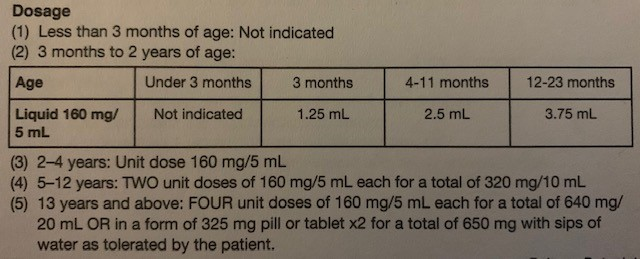 Dosage
(1) Less than 3 months of age: Not indicated
(2) 3 months to 2 years of age:
Age Under 3 months 3 months 4-11 months 12-23 months
Liquid 160 mg/ Not indicated 1.25 mL 2.5 mL 3.75 mL
5 mL
(3) 2–4 years: Unit dose 160 mg/5 mL
(4) 5–12 years: TWO unit doses of 160 mg/5 mL each for a total of 320 mg/10 mL
(5) 13 years and above: FOUR unit doses of 160 mg/5 mL each for a total of 640 mg/
20 mL OR in a form of 325 mg pill or tablet x2 for a total of 650 mg with sips of
water as tolerated by the patient.